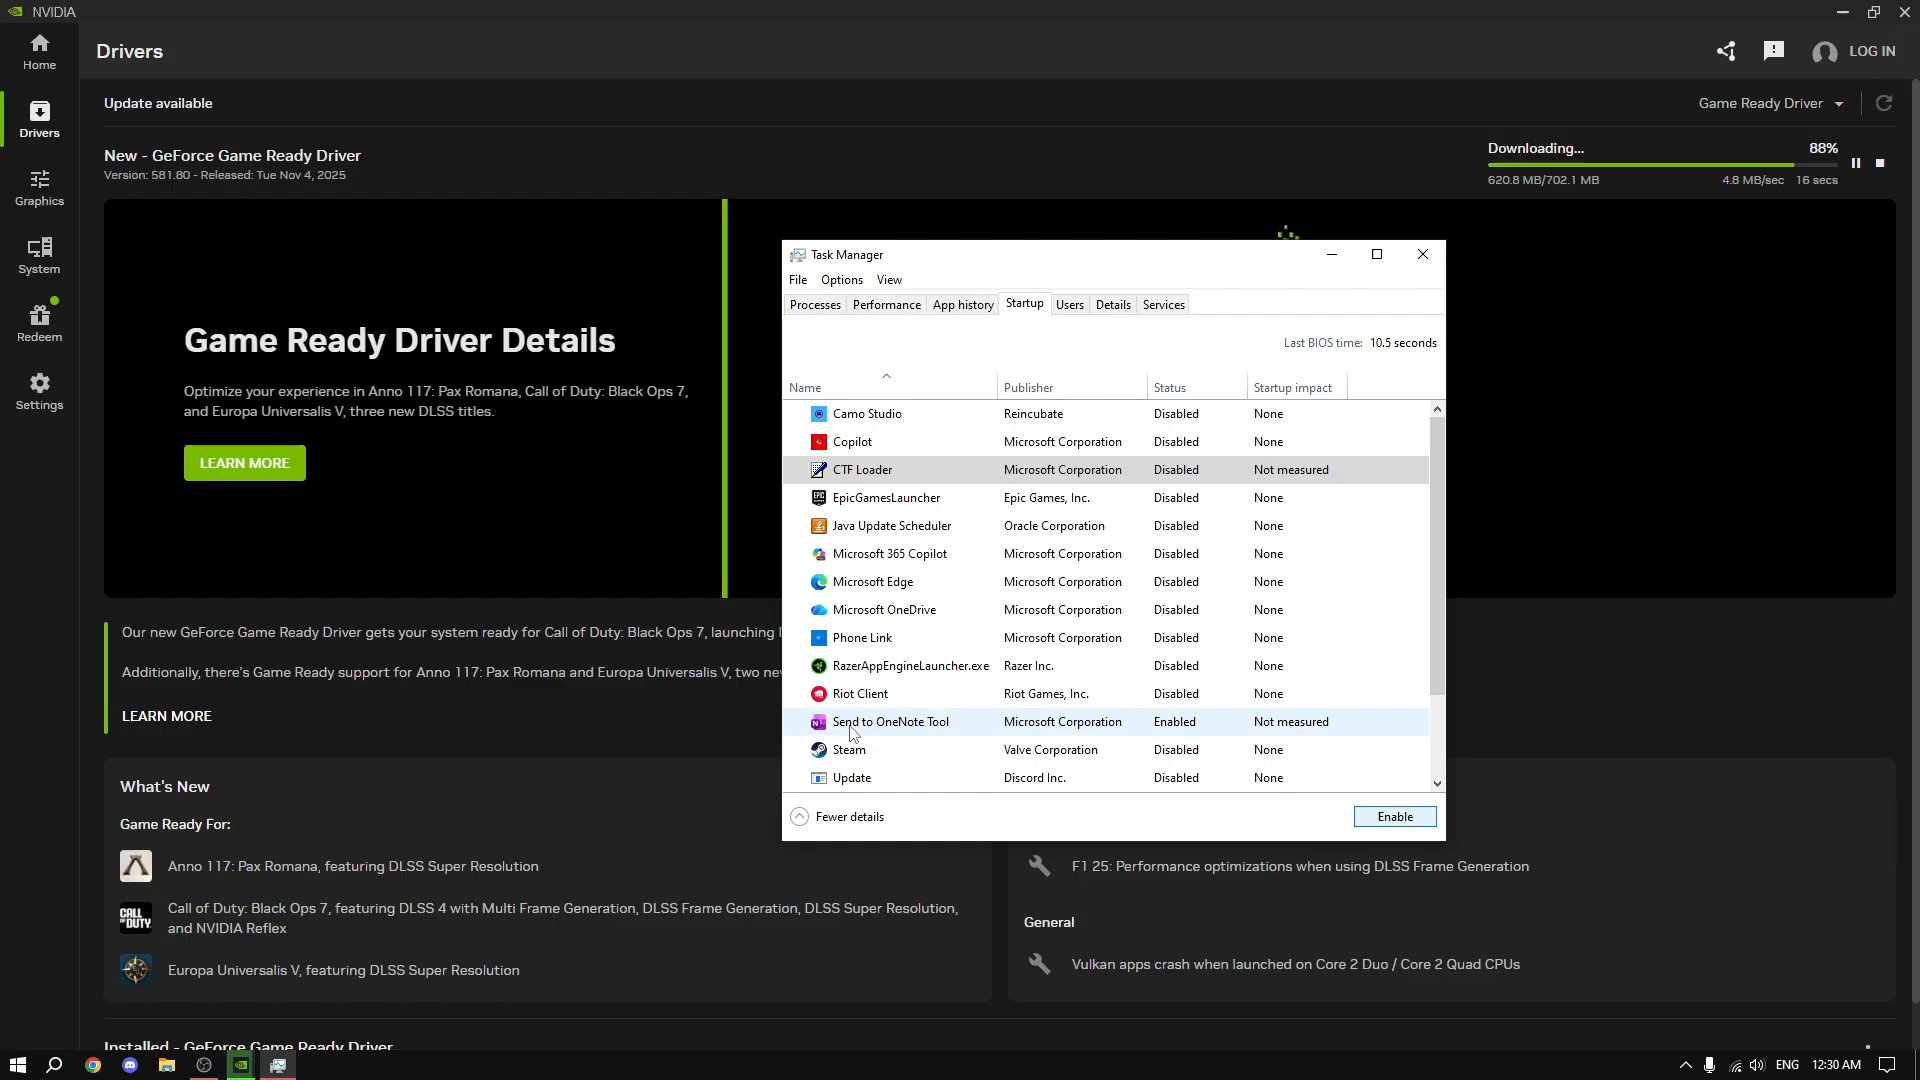 NVIDIA
Home
Drivers
Graphics
System
Redeem
Settings
Drivers
LOG IN
Update available
Game Ready Driver
New - GeForce Game Ready Driver
Version: 581.80 - Released: Tue Nov 4, 2025
Downloading...
88%
620.8 MB/702.1 MB
4.8 MB/sec
16 secs
Game Ready Driver Details
Optimize your experience in Anno 117: Pax Romana, Call of Duty: Black Ops 7,
and Europa Universalis V, three new DLSS titles.
LEARN MORE
Our new GeForce Game Ready Driver gets your system ready for Call of Duty: Black Ops 7, launching
Additionally, there's Game Ready support for Anno 117: Pax Romana and Europa Universalis V, two
LEARN MORE
Task Manager
File Options View
Processes Performance App history Startup Users Details Services
Last BIOS time: 10.5 seconds
Name Publisher Status Startup impact
Camo Studio Reincubate Disabled None
Copilot Microsoft Corporation Disabled None
CTF Loader Microsoft Corporation Disabled Not measured
EpicGamesLauncher Epic Games, Inc. Disabled None
Java Update Scheduler Oracle Corporation Disabled None
Microsoft 365 Copilot Microsoft Corporation Disabled None
Microsoft Edge Microsoft Corporation Disabled None
Microsoft OneDrive Microsoft Corporation Disabled None
Phone Link Microsoft Corporation Disabled None
RazerAppEngineLauncher.exe Razer Inc. Disabled None
Riot Client Riot Games, Inc. Disabled None
Send to OneNote Tool Microsoft Corporation Enabled Not measured
Steam Valve Corporation Disabled None
Update Discord Inc. Disabled None
Fewer details
Enable
What's New
Game Ready For:
Anno 117: Pax Romana, featuring DLSS Super Resolution
CALL OF DUTY
Call of Duty: Black Ops 7, featuring DLSS 4 with Multi Frame Generation, DLSS Frame Generation, DLSS Super Resolution,
and NVIDIA Reflex
Europa Universalis V, featuring DLSS Super Resolution
F1 25: Performance optimizations when using DLSS Frame Generation
General
Vulkan apps crash when launched on Core 2 Duo / Core 2 Quad CPUs
Installed - GeForce Game Ready Driver
ENG
12:30 AM